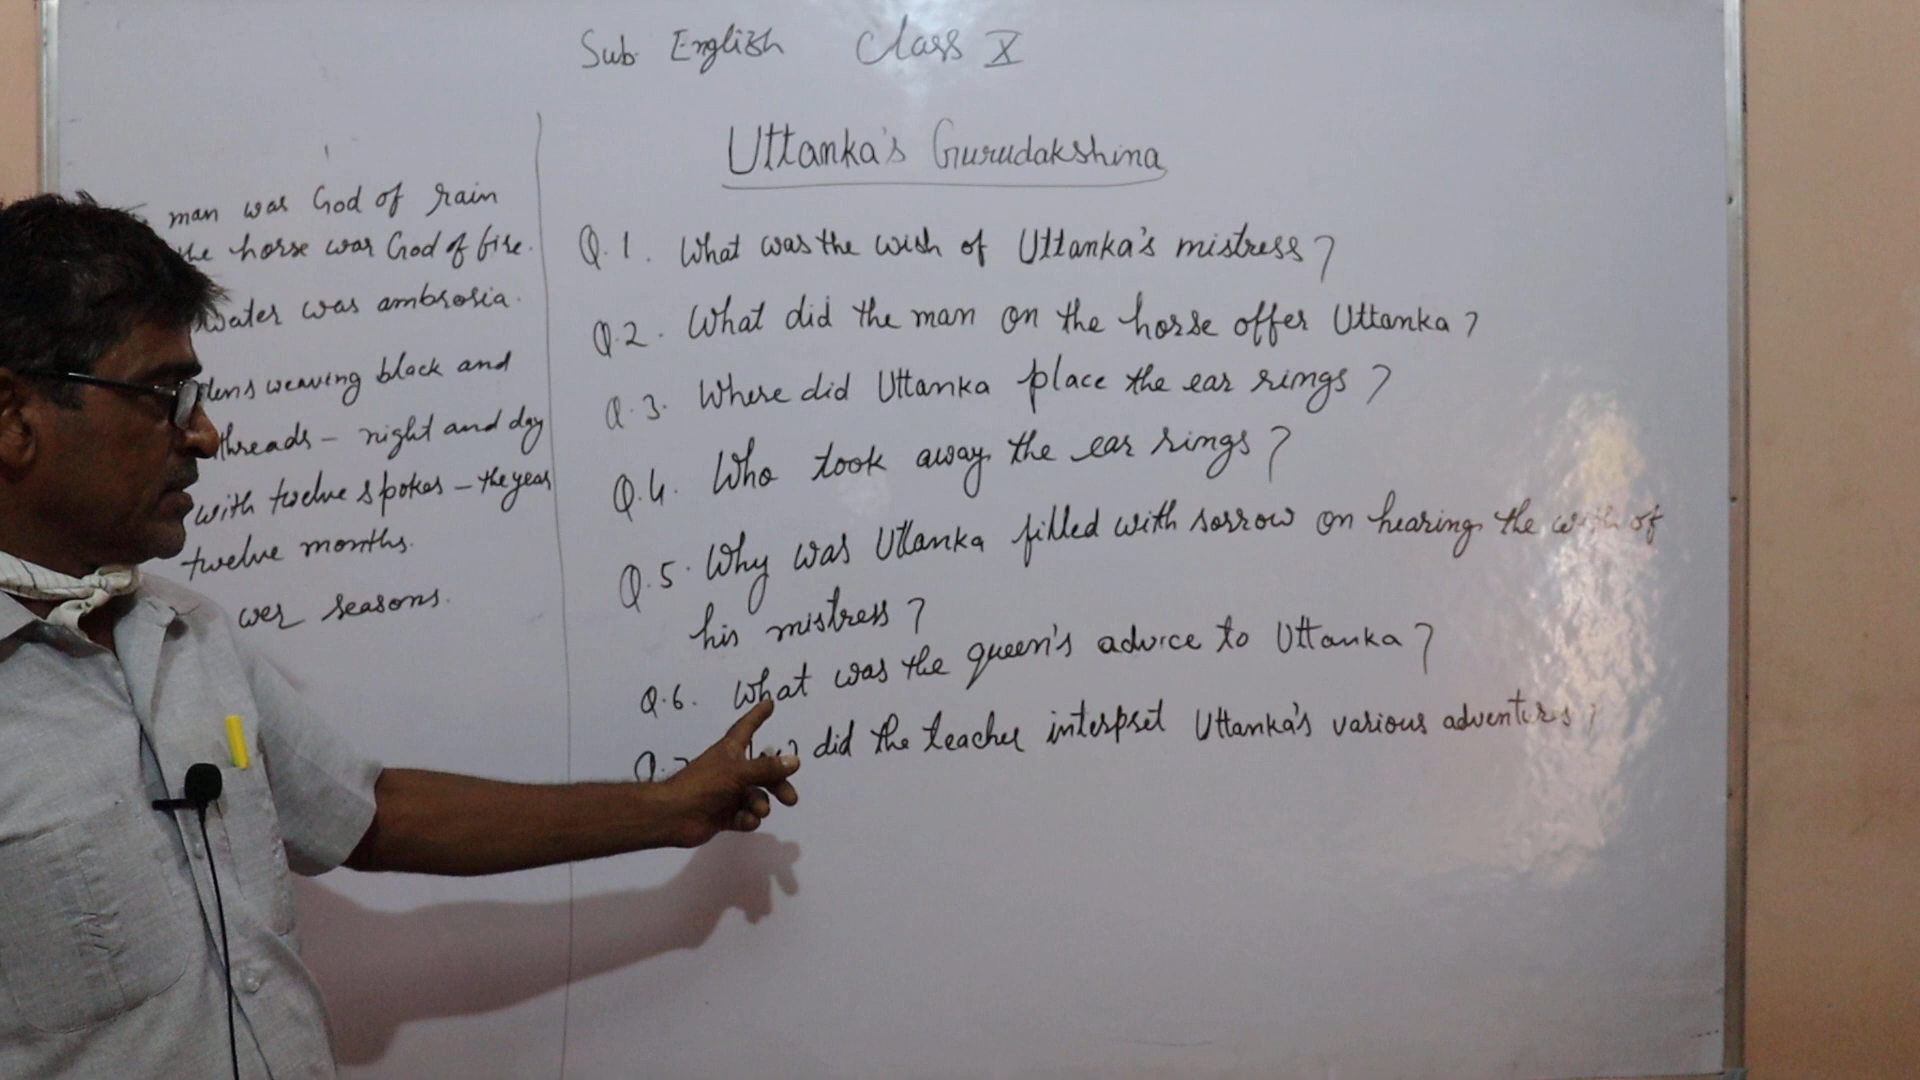 Sub. English Class X
Uttanka's Gurudakshina
man was God of rain
the horse was God of fire.
water was ambrosia.
weaving black and
threads - night and day
with twelve spokes - the year
twelve months.
wer seasons.
Q.1. What was the wish of Uttanka's mistress?
Q.2. What did the man on the horse offer Uttanka?
Q.3. Where did Uttanka place the ear rings?
Q.4. Who took away the ear rings?
Q.5. Why was Uttanka filled with sorrow on hearing the wish of
his mistress?
Q.6. What was the queen's advice to Uttanka?
did the teacher interpret Uttanka's various adventures?